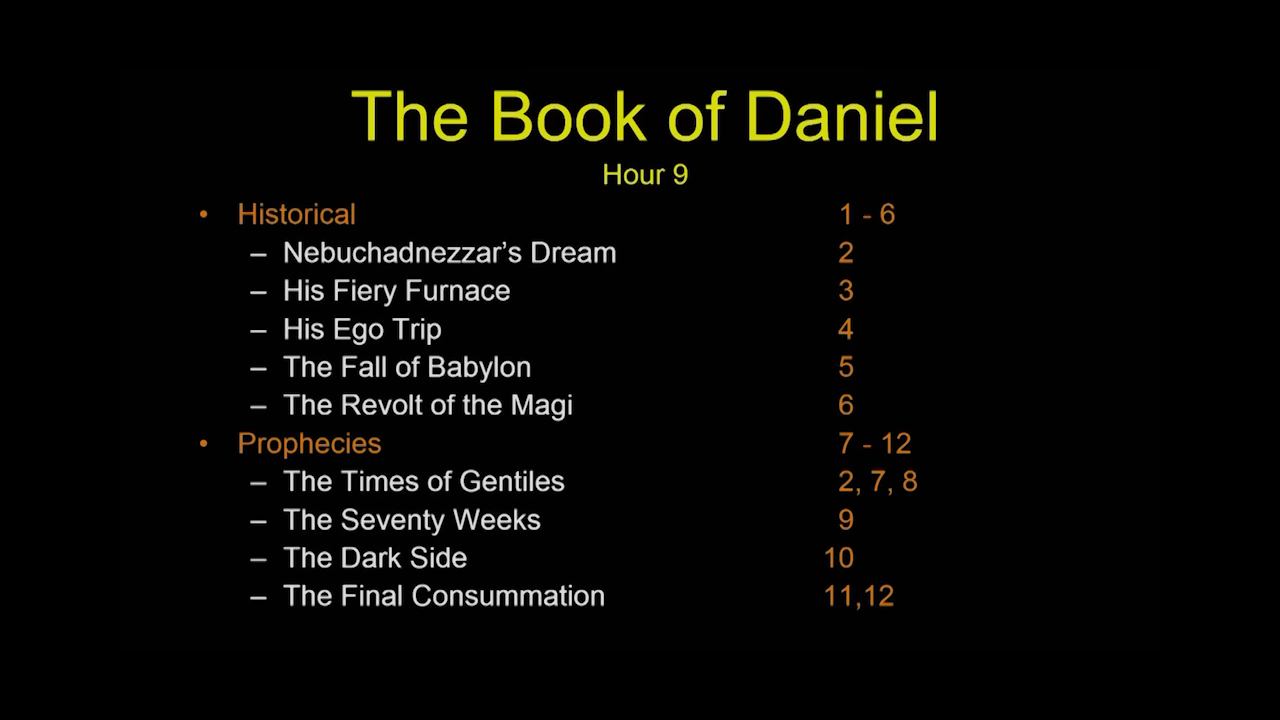 The Book of Daniel
Hour 9
• Historical 1 - 6
– Nebuchadnezzar’s Dream 2
– His Fiery Furnace 3
– His Ego Trip 4
– The Fall of Babylon 5
– The Revolt of the Magi 6
• Prophecies 7 - 12
– The Times of Gentiles 2, 7, 8
– The Seventy Weeks 9
– The Dark Side 10
– The Final Consummation 11,12